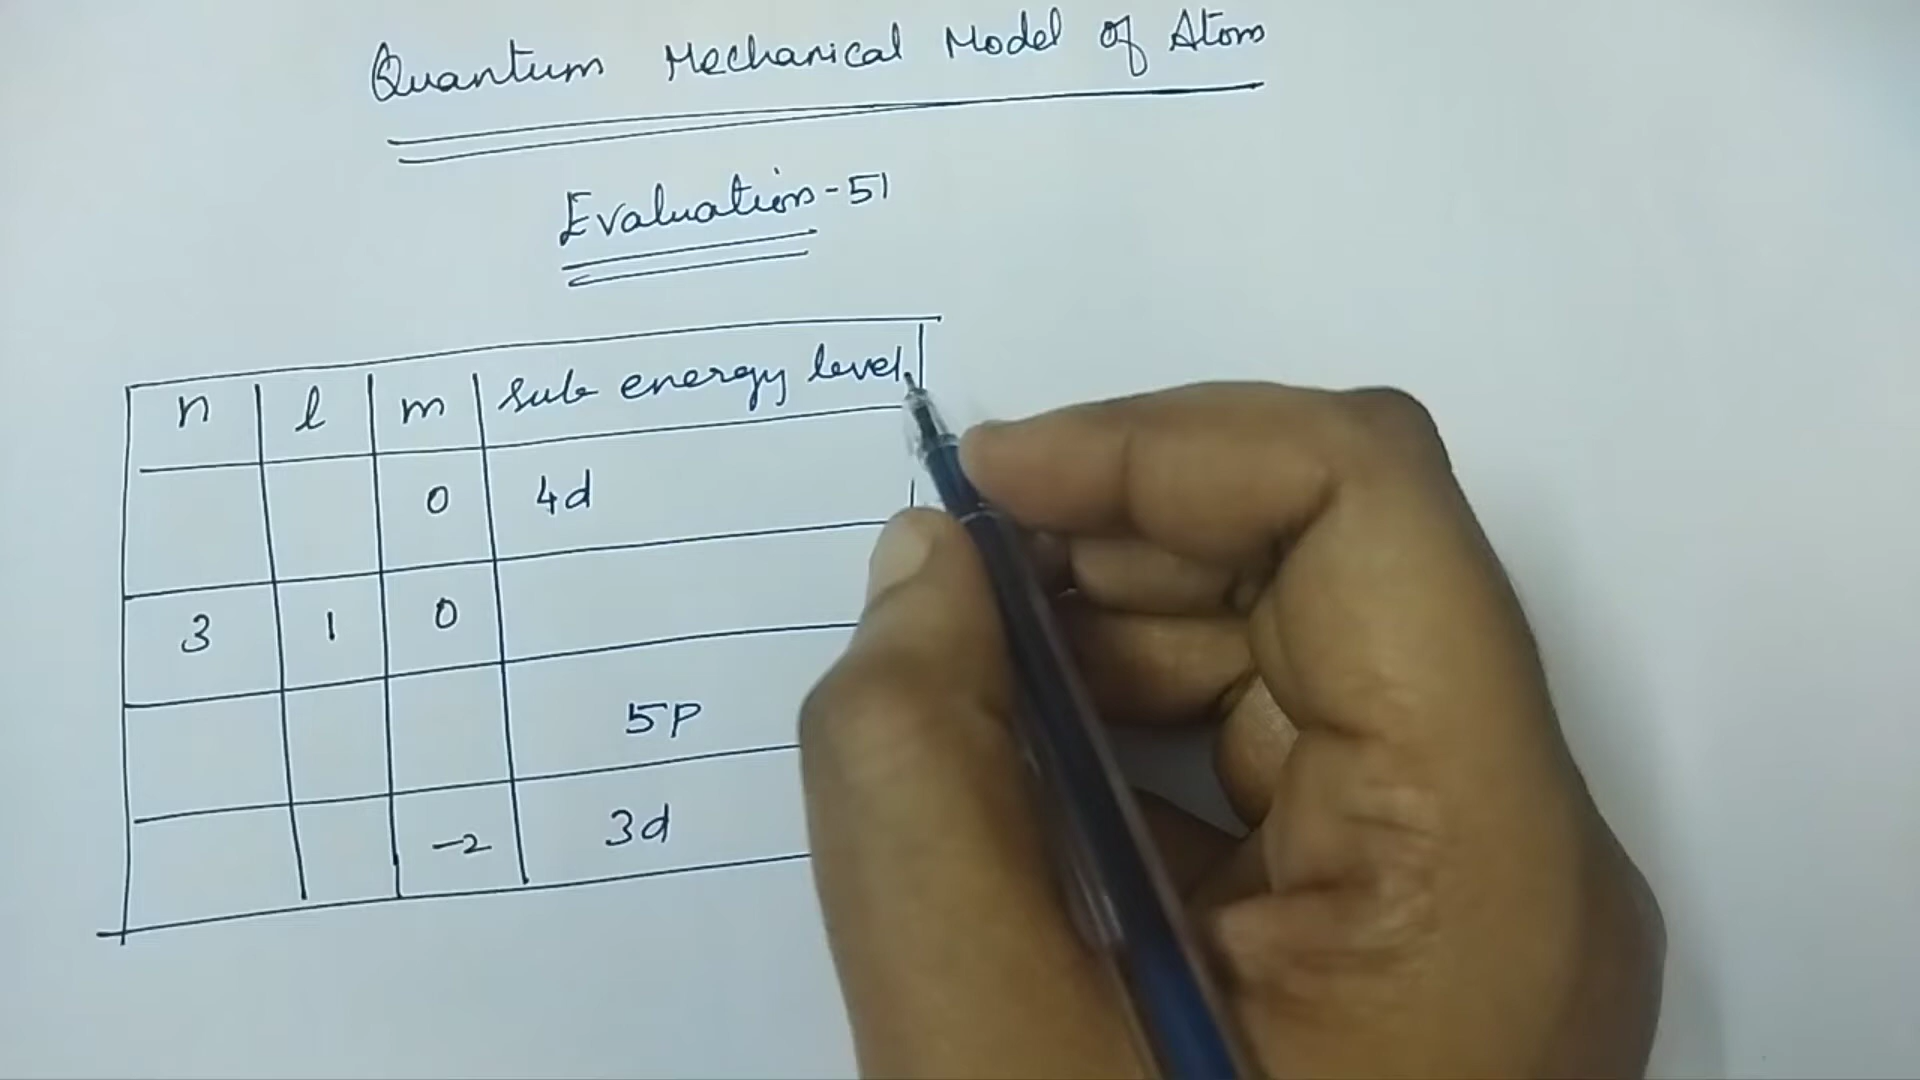 Quantum Mechanical Model of Atom
Evaluation-51
n l m sub energy level
0 4d
3 1 0
5p
-2 3d